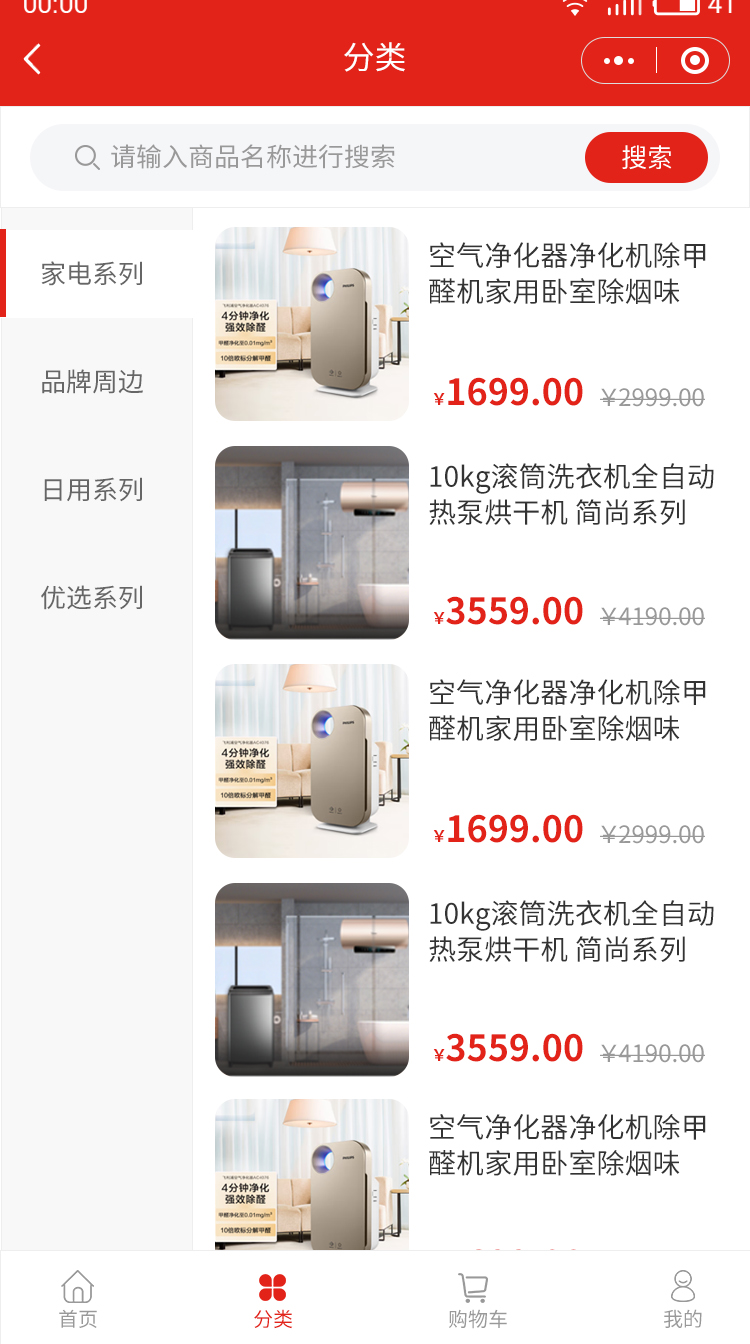 00:00
41
分类
请输入商品名称进行搜索
搜索
家电系列
品牌周边
日用系列
优选系列
4分钟净化
强效除醛
甲醛净化至0.01mg/m³
10倍欧标分解甲醛
空气净化器净化机除甲
醛机家用卧室除烟味
¥1699.00 ¥2999.00
10kg滚筒洗衣机全自动
热泵烘干机 简尚系列
¥3559.00 ¥4190.00
4分钟净化
强效除醛
甲醛净化至0.01mg/m³
10倍欧标分解甲醛
空气净化器净化机除甲
醛机家用卧室除烟味
¥1699.00 ¥2999.00
10kg滚筒洗衣机全自动
热泵烘干机 简尚系列
¥3559.00 ¥4190.00
4分钟净化
强效除醛
甲醛净化至0.01mg/m³
10倍欧标分解甲醛
空气净化器净化机除甲
醛机家用卧室除烟味
首页
分类
购物车
我的